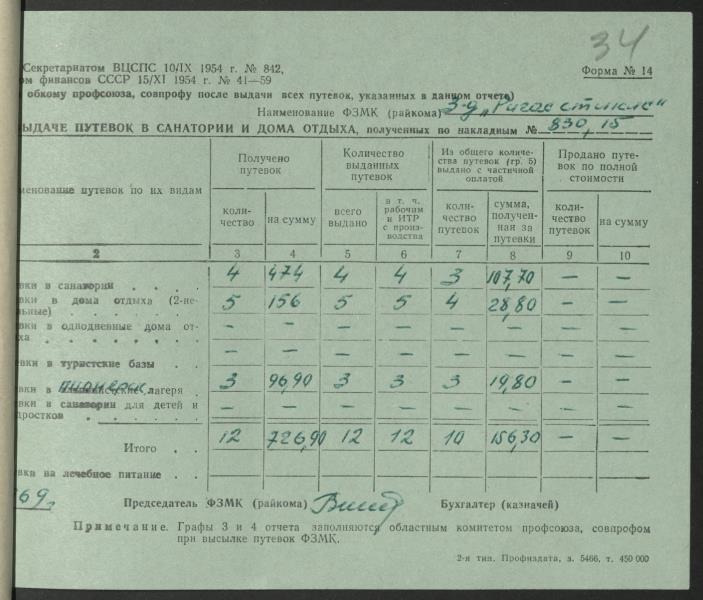 34
Секретариатом ВЦСПС 10/IX 1954 г. № 842,
ом финансов СССР 15/XI 1954 г. № 41—59
Форма № 14
обкому профсоюза, совпрофу после выдачи всех путевок, указанных в данном отчете)
Наименование ФЗМК (райкома) З-д „Ригас стиклс“
ЫДАЧЕ ПУТЕВОК В САНАТОРИИ И ДОМА ОТДЫХА, полученных по накладным № 830, 15
менование путевок по их видам
Получено путевок
Количество выданных путевок
Из общего количества путевок (гр. 5) выдано с частичной оплатой
Продано путевок по полной стоимости
количество
на сумму
всего выдано
в т. ч. рабочим и ИТР с производства
количество путевок
сумма, полученная за путевки
количество путевок
на сумму
2 3 4 5 6 7 8 9 10
вки в санатории . . . . 4 474 4 4 3 107,70 — —
вки в дома отдыха (2-не-
льные) . . . . . . 5 156 5 5 4 28,80 — —
вки в однодневные дома от-
ха . . . . . . . — — — — — — — —
вки в туристские базы . — — — — — — — —
вки в пионерск. лагеря 3 96,90 3 3 3 19,80 — —
вки в санатории для детей и
дростков . . . . . . — — — — — — — —
Итого . . 12 726,90 12 12 10 156,30 — —
вки на лечебное питание . .
69г.
Председатель ФЗМК (райкома)
Бухгалтер (казначей)
Примечание. Графы 3 и 4 отчета заполняются областным комитетом профсоюза, совпрофом
при высылке путевок ФЗМК.
2-я тип. Профиздата, з. 5466, т. 450 000